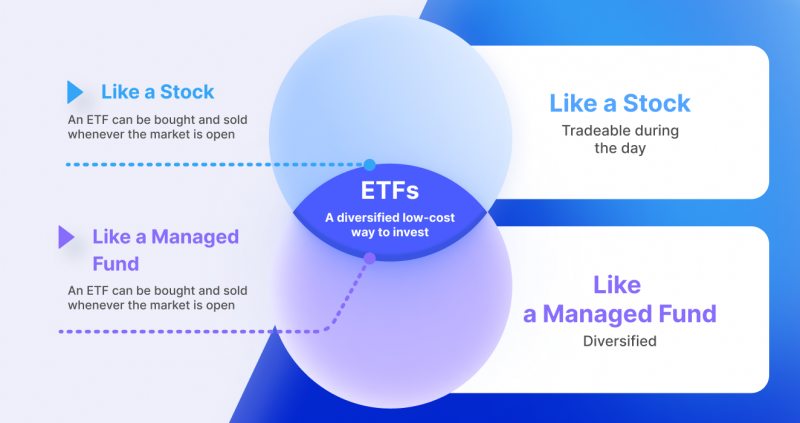 Like a Stock
An ETF can be bought and sold
whenever the market is open
Like a Managed
Fund
An ETF can be bought and sold
whenever the market is open
ETFs
A diversified low-cost
way to invest
Like a Stock
Tradeable during
the day
Like
a Managed Fund
Diversified